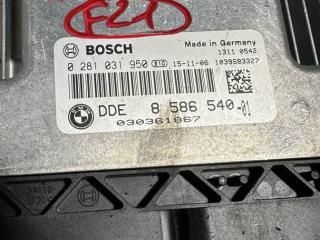 F21
BOSCH
Made in Germany
1311 0542
0 281 031 950 15-11-06 1039S83327
DDE 8 586 540-01
030361867